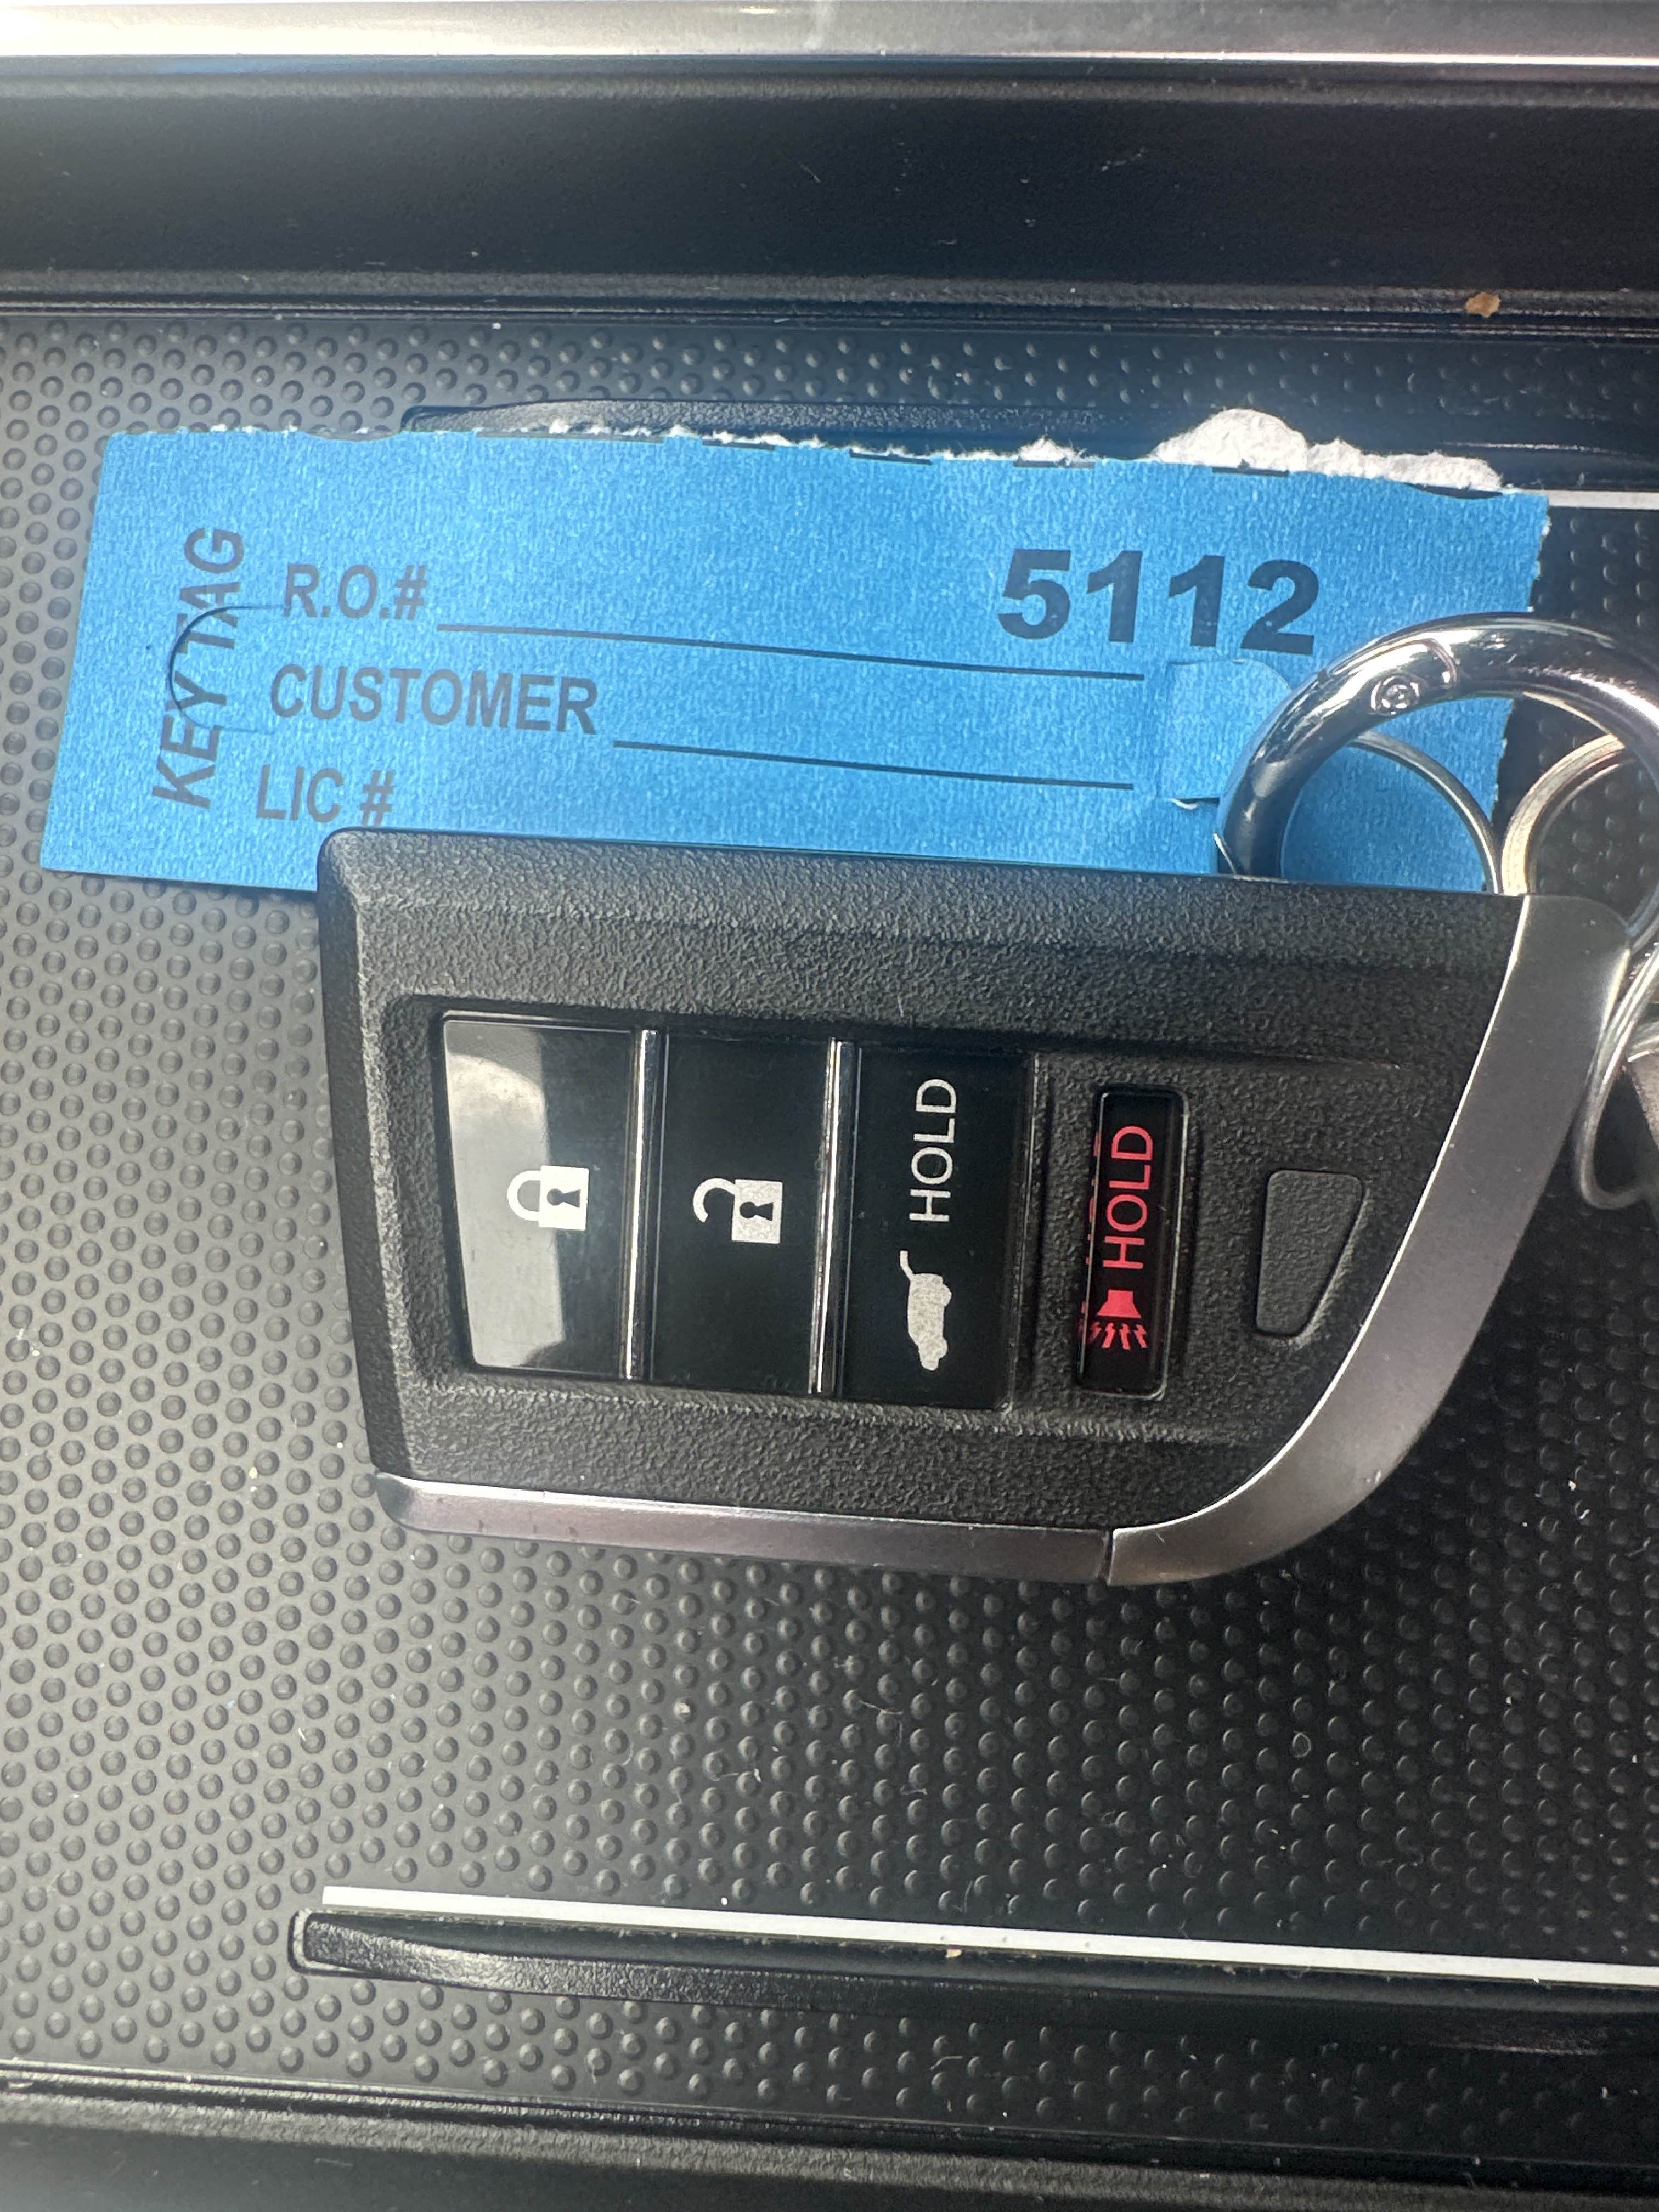 KEY TAG
R.O.# 5112
CUSTOMER
LIC #
HOLD
HOLD